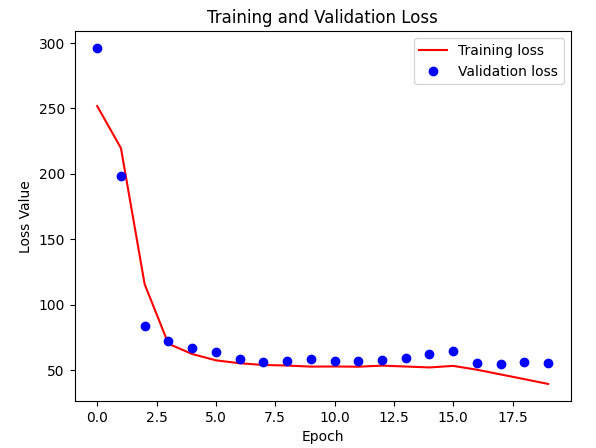 Training and Validation Loss
Training loss
Validation loss
Loss Value
300
250
200
150
100
50
0.0 2.5 5.0 7.5 10.0 12.5 15.0 17.5
Epoch